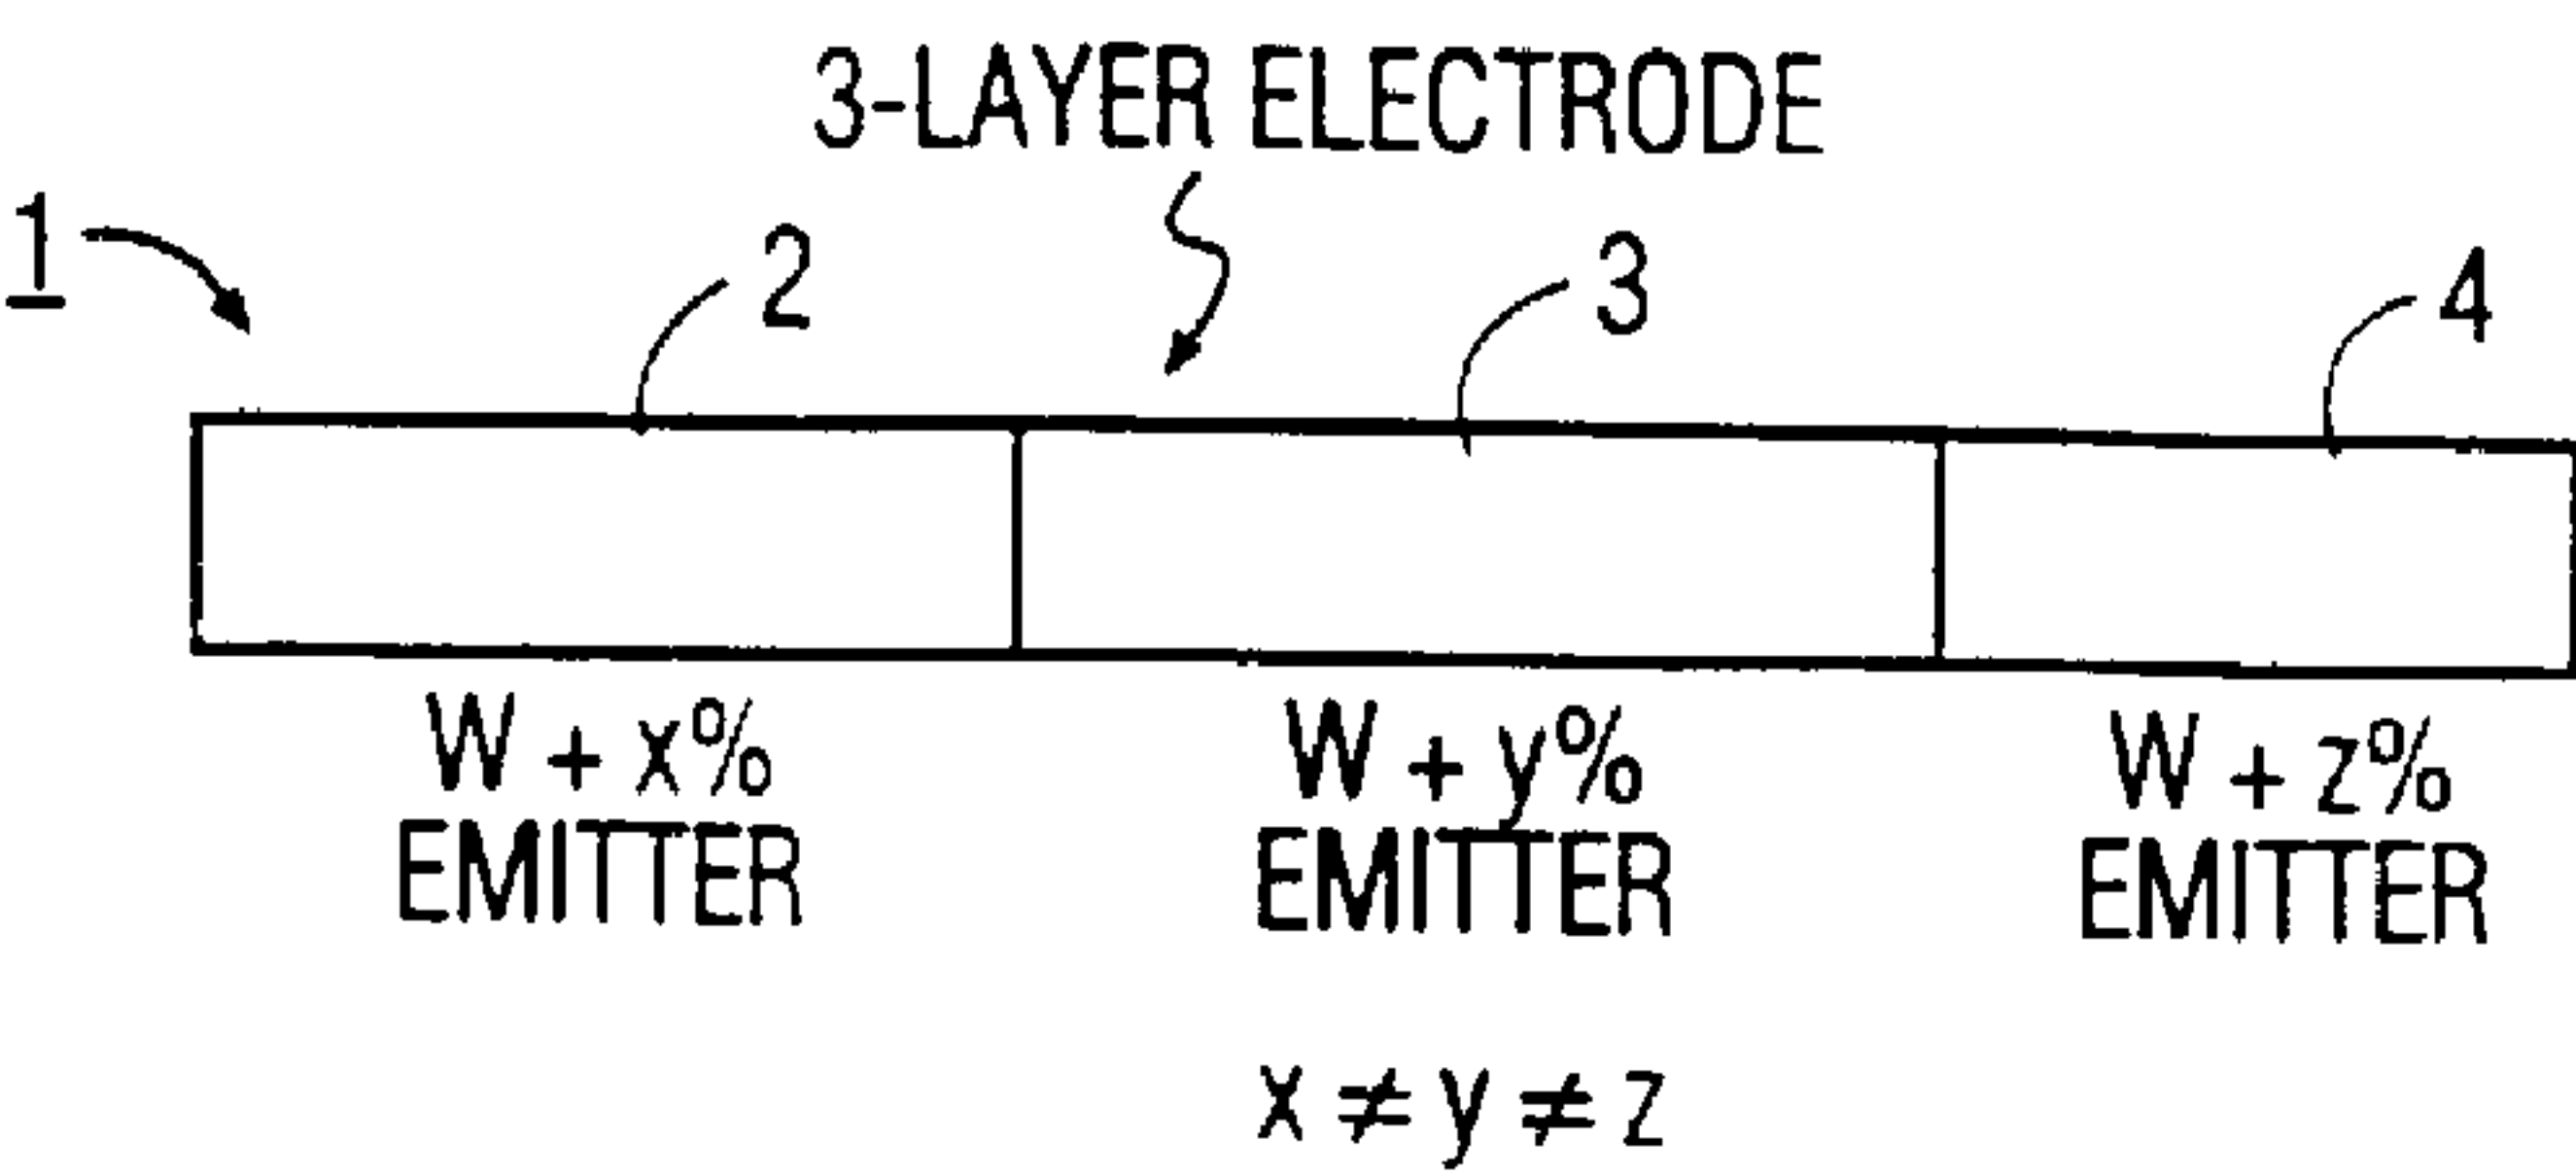 3-LAYER ELECTRODE
1
2
3
4
W + x%
EMITTER
W + y%
EMITTER
W + z%
EMITTER
x ≠ y ≠ z